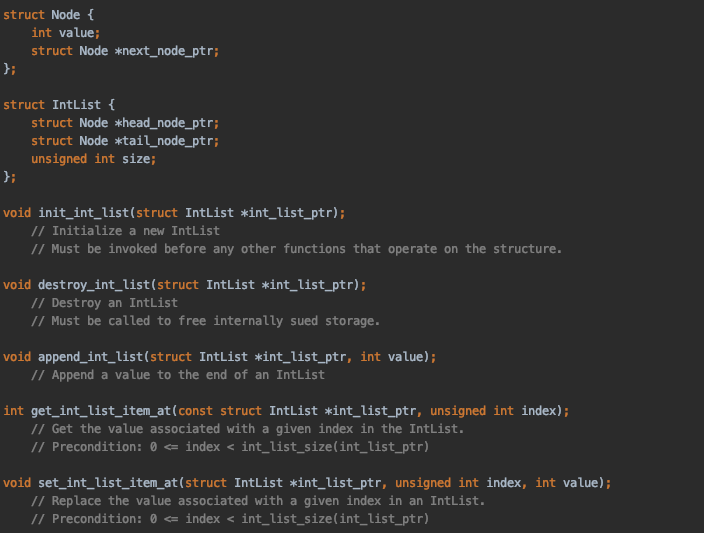 struct Node {
    int value;
    struct Node *next_node_ptr;
};

struct IntList {
    struct Node *head_node_ptr;
    struct Node *tail_node_ptr;
    unsigned int size;
};

void init_int_list(struct IntList *int_list_ptr);
    // Initialize a new IntList
    // Must be invoked before any other functions that operate on the structure.

void destroy_int_list(struct IntList *int_list_ptr);
    // Destroy an IntList
    // Must be called to free internally sued storage.

void append_int_list(struct IntList *int_list_ptr, int value);
    // Append a value to the end of an IntList

int get_int_list_item_at(const struct IntList *int_list_ptr, unsigned int index);
    // Get the value associated with a given index in the IntList.
    // Precondition: 0 <= index < int_list_size(int_list_ptr)

void set_int_list_item_at(struct IntList *int_list_ptr, unsigned int index, int value);
    // Replace the value associated with a given index in an IntList.
    // Precondition: 0 <= index < int_list_size(int_list_ptr)